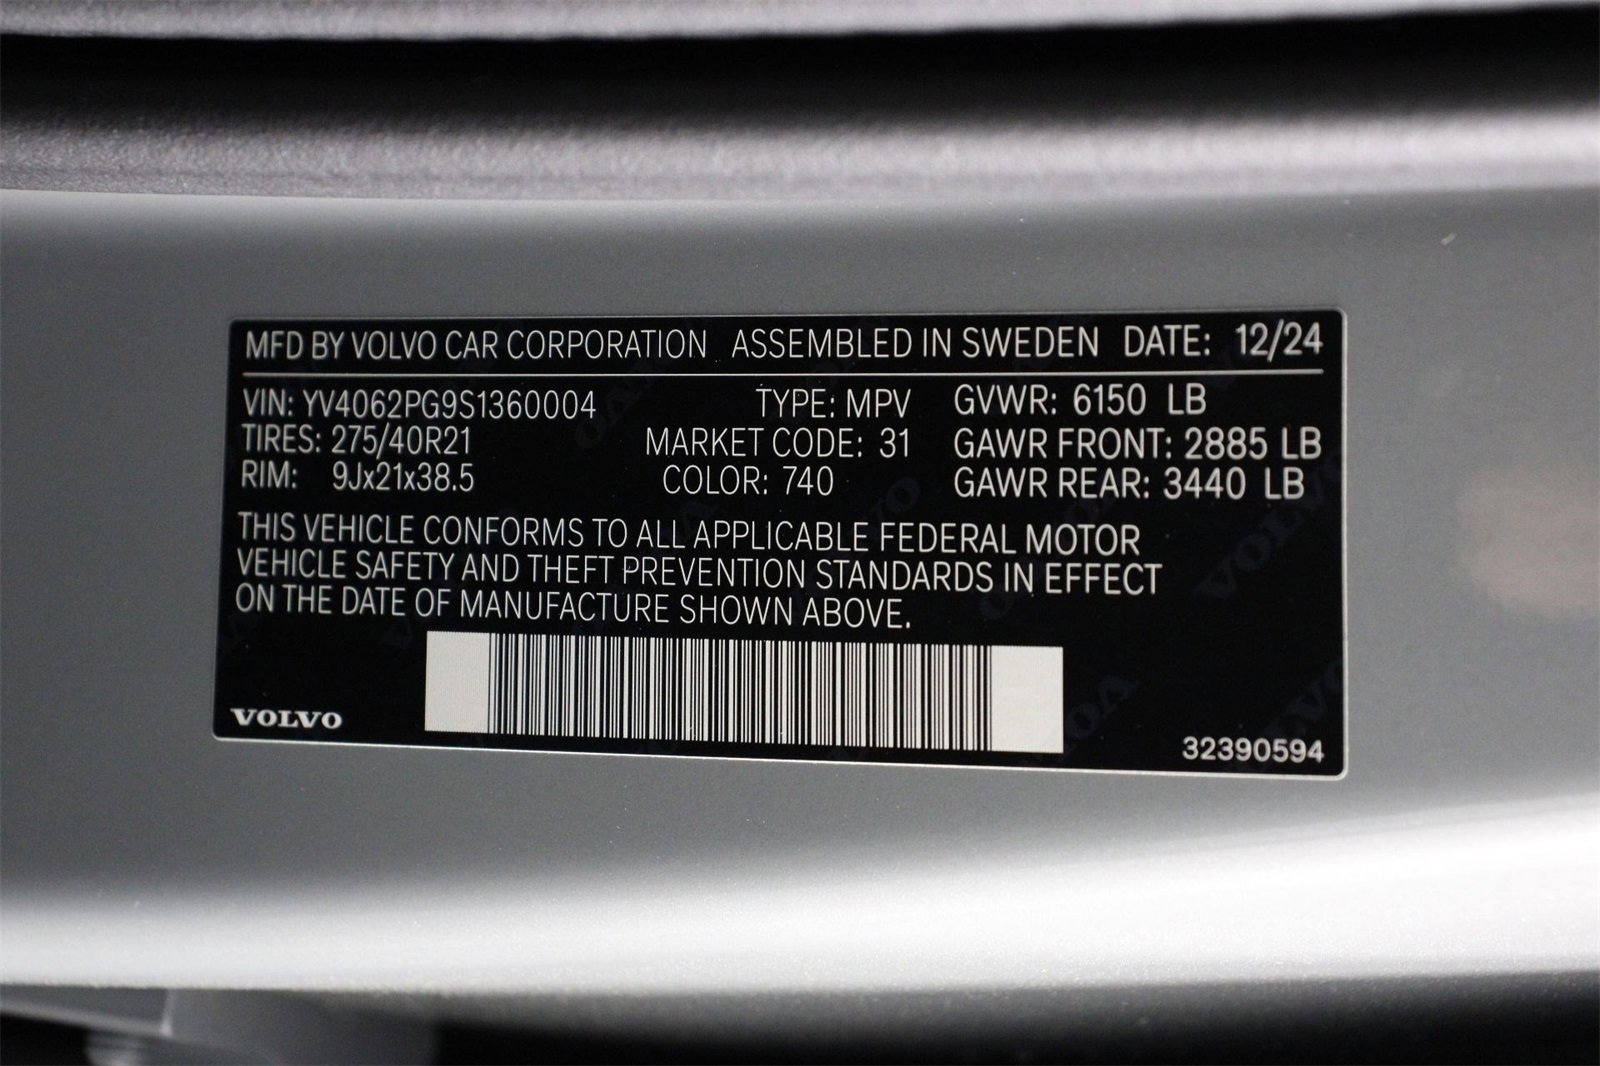 MFD BY VOLVO CAR CORPORATION ASSEMBLED IN SWEDEN DATE: 12/24
VIN: YV4062PG9S1360004 TYPE: MPV GVWR: 6150 LB
TIRES: 275/40R21 MARKET CODE: 31 GAWR FRONT: 2885 LB
RIM: 9Jx21x38.5 COLOR: 740 GAWR REAR: 3440 LB
THIS VEHICLE CONFORMS TO ALL APPLICABLE FEDERAL MOTOR
VEHICLE SAFETY AND THEFT PREVENTION STANDARDS IN EFFECT
ON THE DATE OF MANUFACTURE SHOWN ABOVE.
VOLVO
32390594